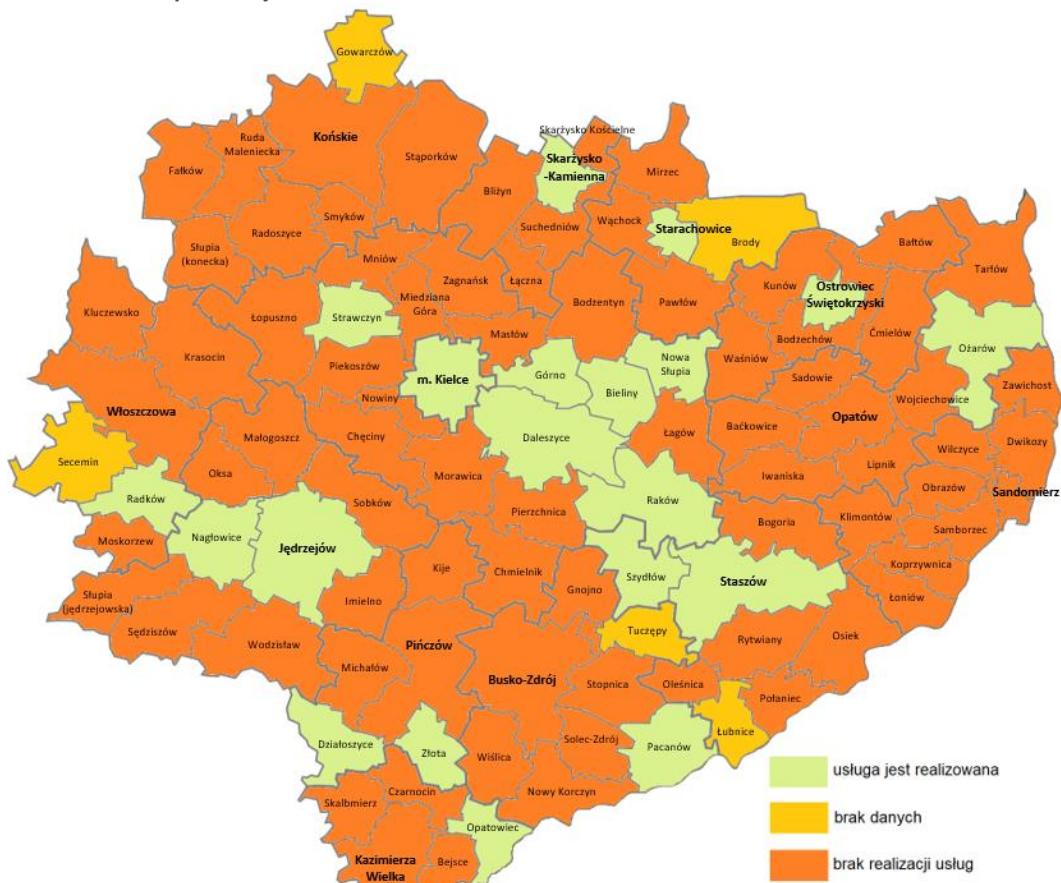 Gowarczów
Końskie
Ruda
Maleniecka
Fałków
Stąporków
Skarżysko Kościelne
Skarżysko
-Kamienna
Mirzec
Bliżyn
Smyków
Radoszyce
Słupia
(konecka)
Suchedniów
Wąchock
Starachowice
Brody
Bałtów
Tarłów
Mniów
Zagnańsk
Łączna
Kunów
Ostrowiec
Świętokrzyski
Kluczewsko
Łopuszno
Strawczyn
Miedziana
Góra
Bodzentyn
Pawłów
Masłów
Bodzechów
Ćmielów
Ożarów
Krasocin
Piekoszów
m. Kielce
Górno
Nowa
Słupia
Bieliny
Waśniów
Sadowie
Zawichost
Nowiny
Wojciechowice
Włoszczowa
Opatów
Małogoszcz
Chęciny
Daleszyce
Łagów
Baćkowice
Wilczyce
Dwikozy
Secemin
Oksa
Morawica
Iwaniska
Lipnik
Obrazów
Sandomierz
Radków
Sobków
Pierzchnica
Raków
Bogoria
Klimontów
Samborzec
Moskorzew
Nagłowice
Jędrzejów
Kije
Chmielnik
Gnojno
Szydłów
Staszów
Koprzywnica
Łoniów
Słupia
(jędrzejowska)
Imielno
Sędziszów
Wodzisław
Tuczępy
Rytwiany
Osiek
Michałów
Pińczów
Busko-Zdrój
Stopnica
Oleśnica
Połaniec
Łubnice
Działoszyce
Złota
Wiślica
Solec-Zdrój
Pacanów
Skalbmierz
Czarnocin
Nowy Korczyn
Opatowiec
Kazimierza
Wielka
Bejsce
usługa jest realizowana
brak danych
brak realizacji usług